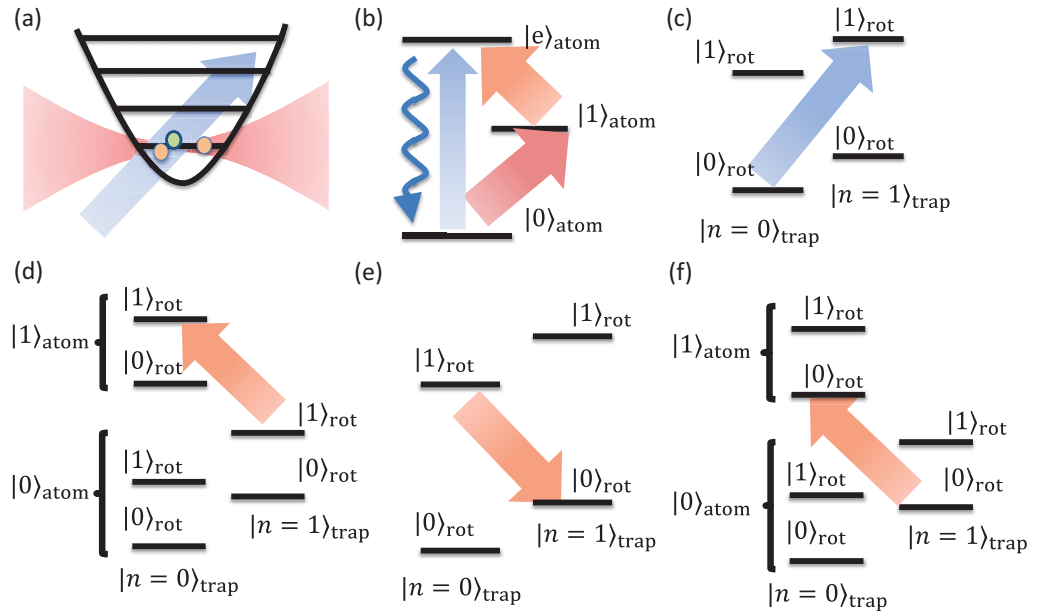 (a)
(b)
|e⟩atom
|1⟩atom
|0⟩atom
(c)
|1⟩rot
|1⟩rot
|0⟩rot
|0⟩rot
|n = 1⟩trap
|n = 0⟩trap
(d)
|1⟩rot
|1⟩atom
|0⟩rot
|1⟩rot
|1⟩rot
|0⟩rot
|0⟩atom
|0⟩rot
|n = 1⟩trap
|n = 0⟩trap
(e)
|1⟩rot
|1⟩rot
|0⟩rot
|0⟩rot
|n = 1⟩trap
|n = 0⟩trap
(f)
|1⟩rot
|1⟩atom
|0⟩rot
|1⟩rot
|1⟩rot
|0⟩rot
|0⟩atom
|0⟩rot
|n = 1⟩trap
|n = 0⟩trap